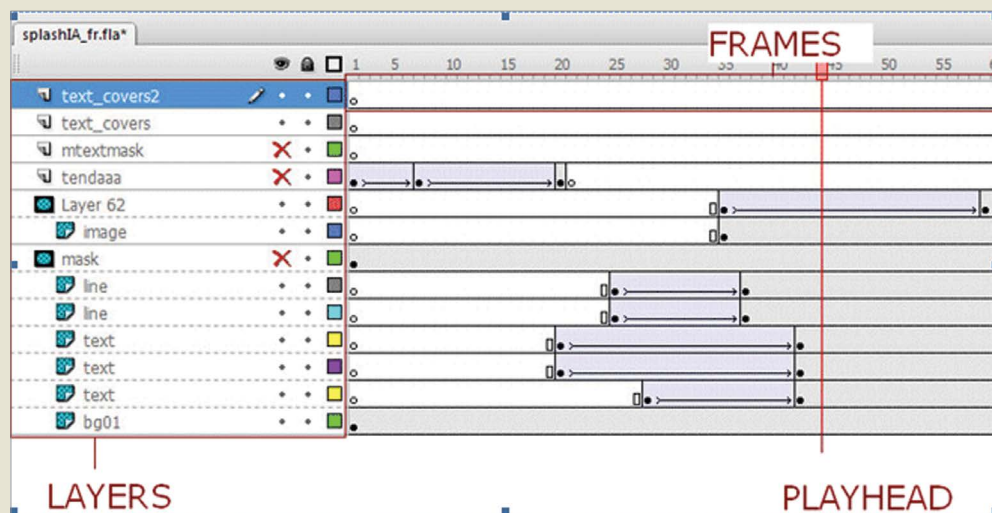 splashIA_fr.fla*
FRAMES
1 5 10 15 20 25 30 35 45 50 55
text_covers2
text_covers
mtextmask
tendaaa
Layer 62
image
mask
line
line
text
text
text
bg01
LAYERS
PLAYHEAD